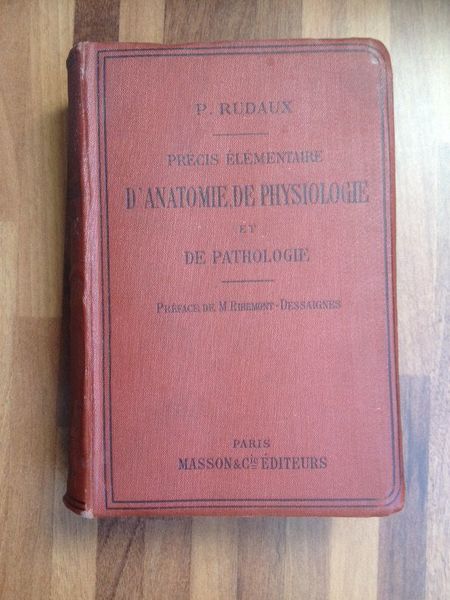 P. RUDAUX
PRÉCIS ÉLÉMENTAIRE
D'ANATOMIE, DE PHYSIOLOGIE
ET
DE PATHOLOGIE
PRÉFACE DE M. RIBEMONT-DESSAIGNES
PARIS
MASSON & Cie ÉDITEURS